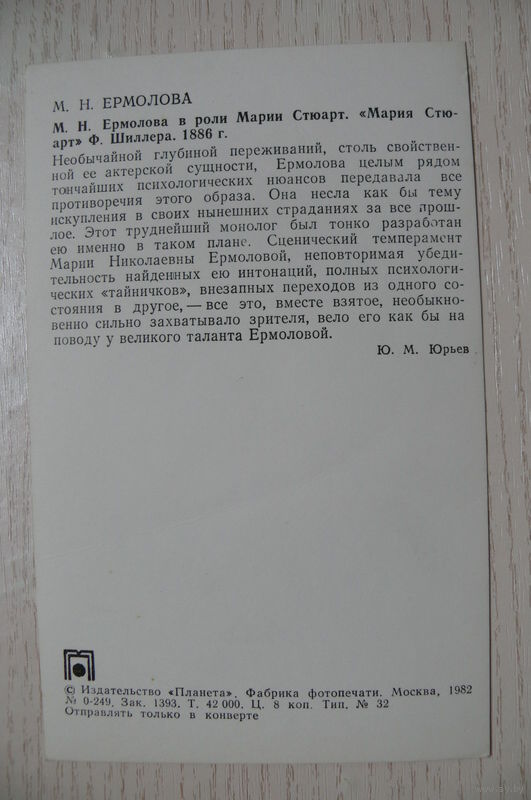 М. Н. ЕРМОЛОВА
М. Н. Ермолова в роли Марии Стюарт. «Мария Стю-
арт» Ф. Шиллера. 1886 г.
Необычайной глубиной переживаний, столь свойствен-
ной ее актерской сущности, Ермолова целым рядом
тончайших психологических нюансов передавала все
противоречия этого образа. Она несла как бы тему
искупления в своих нынешних страданиях за все прош-
лое. Этот труднейший монолог был тонко разработан
ею именно в таком плане. Сценический темперамент
Марии Николаевны Ермоловой, неповторимая убеди-
тельность найденных ею интонаций, полных психологи-
ческих «тайничков», внезапных переходов из одного со-
стояния в другое, — все это, вместе взятое, необыкно-
венно сильно захватывало зрителя, вело его как бы на
поводу у великого таланта Ермоловой.
Ю. М. Юрьев
© Издательство «Планета». Фабрика фотопечати. Москва, 1982
№ 0-249. Зак. 1393. Т. 42 000. Ц. 8 коп. Тип. № 32
Отправлять только в конверте